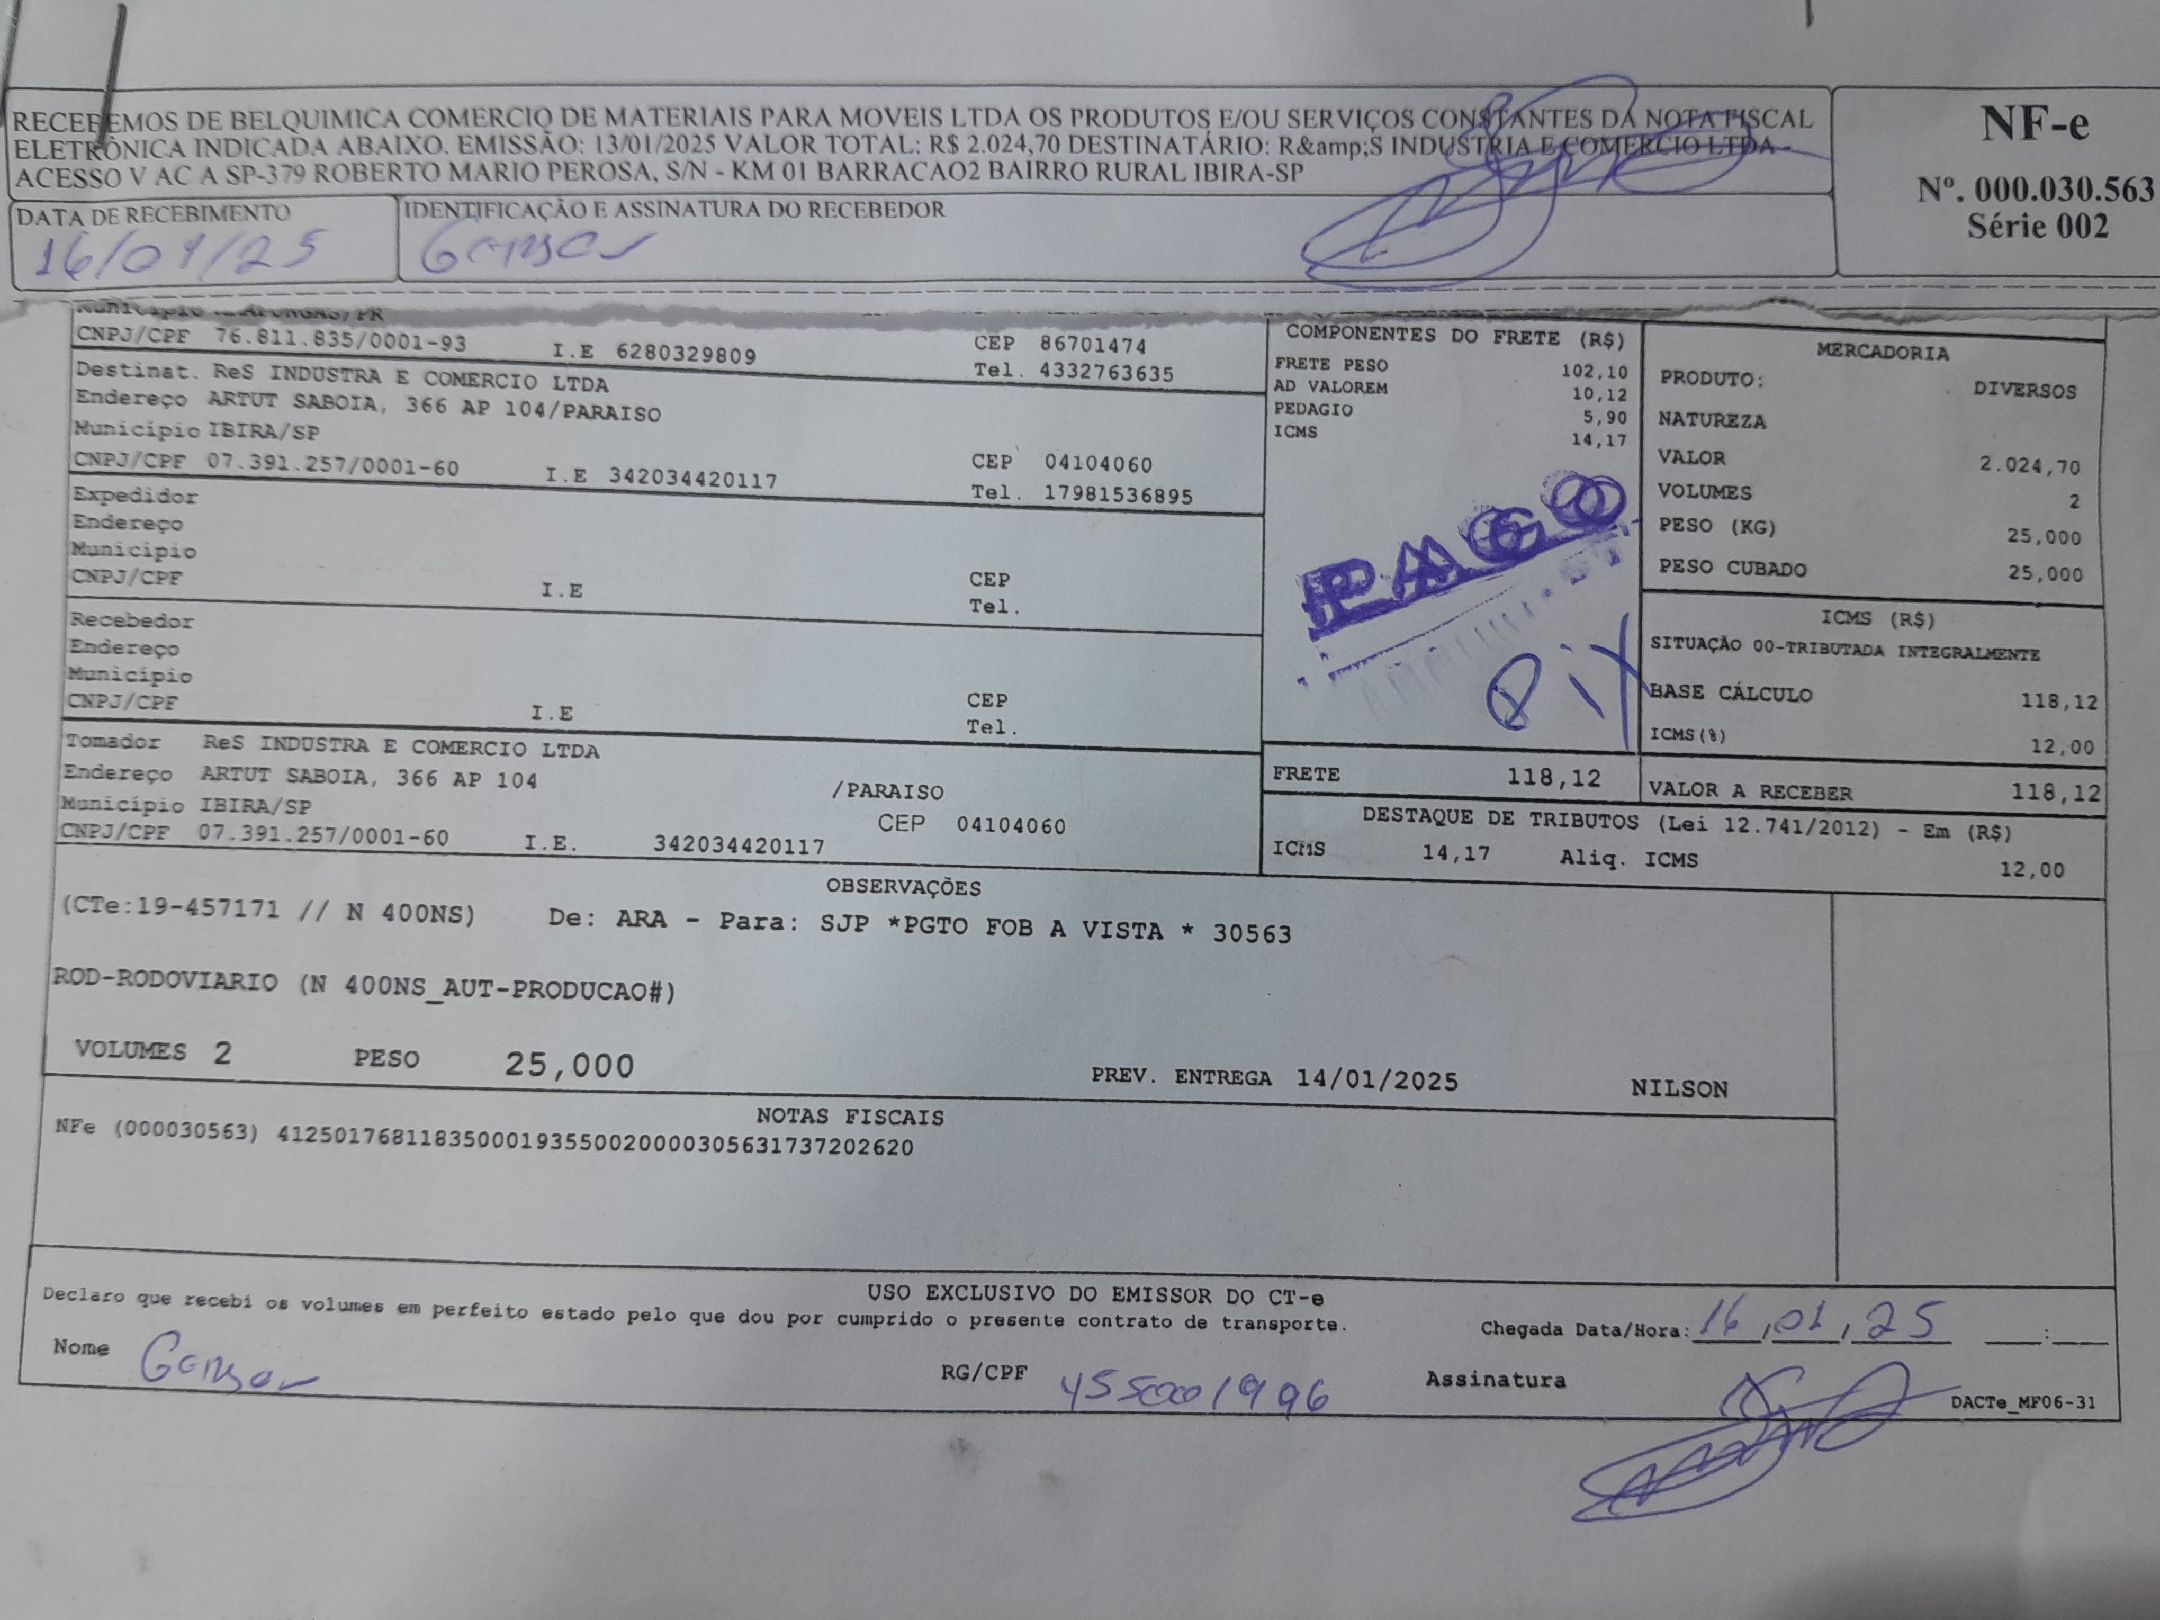 RECEBEMOS DE BELQUIMICA COMERCIO DE MATERIAIS PARA MOVEIS LTDA OS PRODUTOS E/OU SERVIÇOS CONSTANTES DA NOTA FISCAL
ELETRÔNICA INDICADA ABAIXO. EMISSÃO: 13/01/2025 VALOR TOTAL: R$ 2.024,70 DESTINATÁRIO: R&amp;S INDUSTRIA E COMERCIO LTDA -
ACESSO V AC A SP-379 ROBERTO MARIO PEROSA, S/N - KM 01 BARRACAO2 BAIRRO RURAL IBIRA-SP
NF-e
Nº. 000.030.563
Série 002
DATA DE RECEBIMENTO
16/01/25
IDENTIFICAÇÃO E ASSINATURA DO RECEBEDOR
CNPJ/CPF 76.811.835/0001-93 I.E 6280329809 CEP 86701474
Tel. 4332763635
Destinat. ReS INDUSTRA E COMERCIO LTDA
Endereço ARTUT SABOIA, 366 AP 104/PARAISO
Município IBIRA/SP
CNPJ/CPF 07.391.257/0001-60 I.E 342034420117 CEP 04104060
Tel. 17981536895
Expedidor
Endereço
Município
CNPJ/CPF I.E CEP
Tel.
Recebedor
Endereço
Município
CNPJ/CPF I.E CEP
Tel.
Tomador ReS INDUSTRA E COMERCIO LTDA
Endereço ARTUT SABOIA, 366 AP 104 /PARAISO
Município IBIRA/SP CEP 04104060
CNPJ/CPF 07.391.257/0001-60 I.E. 342034420117
COMPONENTES DO FRETE (R$)
FRETE PESO 102,10
AD VALOREM 10,12
PEDAGIO 5,90
ICMS 14,17
PAGO
Pix
FRETE 118,12
MERCADORIA
PRODUTO: DIVERSOS
NATUREZA
VALOR 2.024,70
VOLUMES 2
PESO (KG) 25,000
PESO CUBADO 25,000
ICMS (R$)
SITUAÇÃO 00-TRIBUTADA INTEGRALMENTE
BASE CÁLCULO 118,12
ICMS(%) 12,00
VALOR A RECEBER 118,12
DESTAQUE DE TRIBUTOS (Lei 12.741/2012) - Em (R$)
ICMS 14,17 Aliq. ICMS 12,00
OBSERVAÇÕES
(CTe:19-457171 // N 400NS) De: ARA - Para: SJP *PGTO FOB A VISTA * 30563
ROD-RODOVIARIO (N 400NS_AUT-PRODUCAO#)
VOLUMES 2 PESO 25,000 PREV. ENTREGA 14/01/2025 NILSON
NOTAS FISCAIS
NFe (000030563) 41250176811835000193550020000305631737202620
USO EXCLUSIVO DO EMISSOR DO CT-e
Declaro que recebi os volumes em perfeito estado pelo que dou por cumprido o presente contrato de transporte.
Chegada Data/Hora: 16,01,25 :
Nome
RG/CPF
Assinatura
DACTe_MF06-31